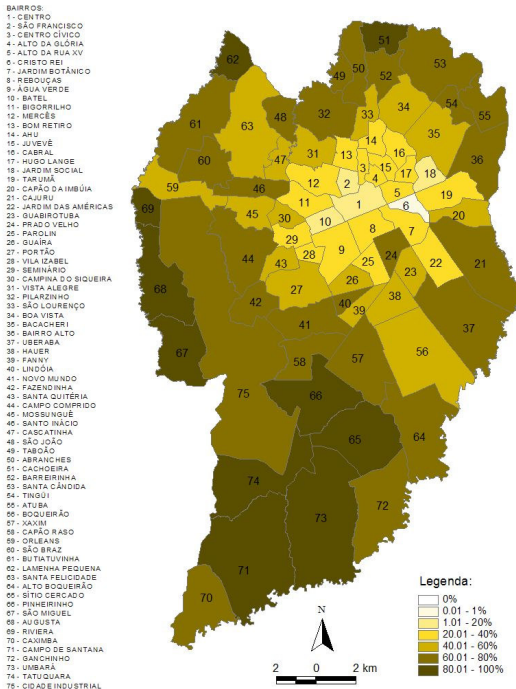 BAIRROS:
1 - CENTRO
2 - SÃO FRANCISCO
3 - CENTRO CÍVICO
4 - ALTO DA GLÓRIA
5 - ALTO DA RUA XV
6 - CRISTO REI
7 - JARDIM BOTÂNICO
8 - REBOUÇAS
9 - ÁGUA VERDE
10 - BATEL
11 - BIGORRILHO
12 - MERCÊS
13 - BOM RETIRO
14 - AHU
15 - JUVEVÊ
16 - CABRAL
17 - HUGO LANGE
18 - JARDIM SOCIAL
19 - TARUMÃ
20 - CAPÃO DA IMBÚIA
21 - CAJURU
22 - JARDIM DAS AMÉRICAS
23 - GUABIROTUBA
24 - PRADO VELHO
25 - PAROLIN
26 - GUAÍRA
27 - PORTÃO
28 - VILA IZABEL
29 - SEMINÁRIO
30 - CAMPINA DO SIQUEIRA
31 - VISTA ALEGRE
32 - PILARZINHO
33 - SÃO LOURENÇO
34 - BOA VISTA
35 - BACACHERI
36 - BAIRRO ALTO
37 - UBERABA
38 - HAUER
39 - FANNY
40 - LINDÓIA
41 - NOVO MUNDO
42 - FAZENDINHA
43 - SANTA QUITÉRIA
44 - CAMPO COMPRIDO
45 - MOSSUNGUÊ
46 - SANTO INÁCIO
47 - CASCATINHA
48 - SÃO JOÃO
49 - TABOÃO
50 - ABRANCHES
51 - CACHOEIRA
52 - BARREIRINHA
53 - SANTA CÂNDIDA
54 - TINGÜI
55 - ATUBA
56 - BOQUEIRÃO
57 - XAXIM
58 - CAPÃO RASO
59 - ORLEANS
60 - SÃO BRAZ
61 - BUTIATUVINHA
62 - LAMENHA PEQUENA
63 - SANTA FELICIDADE
64 - ALTO BOQUEIRÃO
65 - SÍTIO CERCADO
66 - PINHEIRINHO
67 - SÃO MIGUEL
68 - AUGUSTA
69 - RIVIERA
70 - CAXIMBA
71 - CAMPO DE SANTANA
72 - GANCHINHO
73 - UMBARÁ
74 - TATUQUARA
75 - CIDADE INDUSTRIAL
51
62 49 50 52 53
48 32 33 34 54 55
61 63 35
60 47 31 13 14 16 36
59 46 12 2 3 4 15 17 18
69 45 30 11 10 1 5 6 19 20
44 43 29 28 9 8 7 24 22 21
68 27 26 25 23
42 40 39 38 37
67 41 57 56
58
75 66 65 64
74 73 72
71
70
Legenda:
0%
0.01 - 1%
1.01 - 20%
20.01 - 40%
40.01 - 60%
60.01 - 80%
80.01 - 100%
N
2 0 2 km